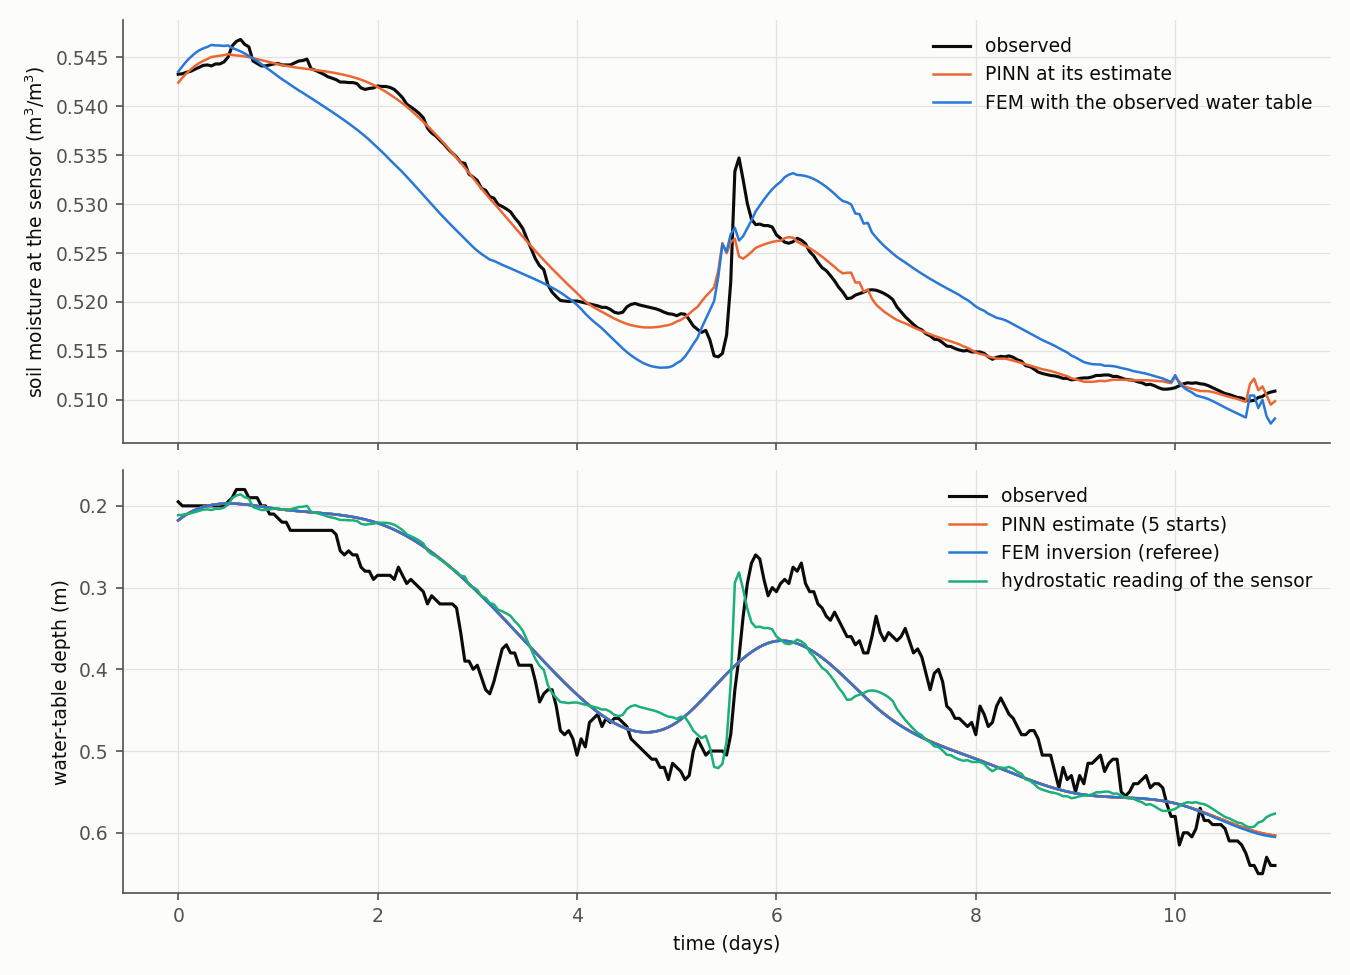 soil moisture at the sensor (m³/m³)
0.545
0.540
0.535
0.530
0.525
0.520
0.515
0.510
observed
PINN at its estimate
FEM with the observed water table
water-table depth (m)
0.2
0.3
0.4
0.5
0.6
observed
PINN estimate (5 starts)
FEM inversion (referee)
hydrostatic reading of the sensor
0 2 4 6 8 10
time (days)